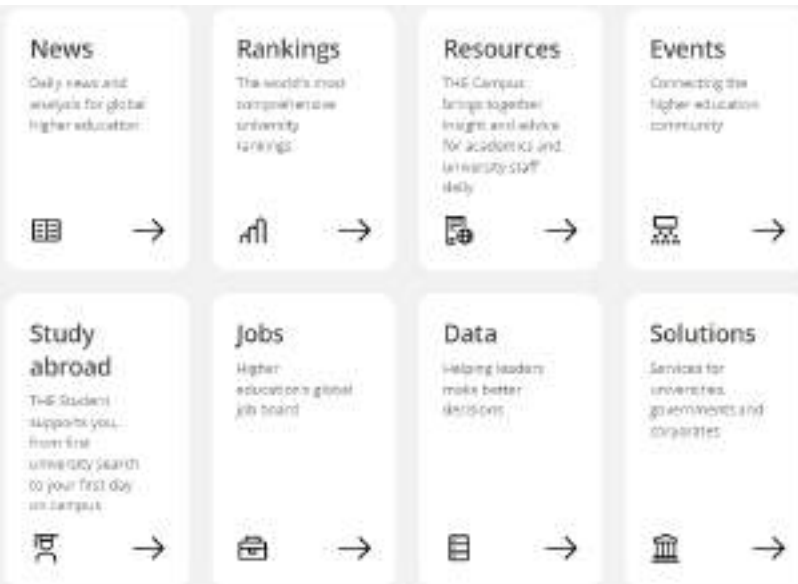 News
Daily news and
analysis for global
higher education
Rankings
The world's most
comprehensive
university
rankings
Resources
THE Campus
brings together
insight and advice
for academics and
university staff
daily
Events
Connecting the
higher education
community
Study
abroad
THE Student
supports you
from first
university search
to your first day
on campus
Jobs
Higher
education's global
job board
Data
Helping leaders
make better
decisions
Solutions
Services for
universities,
governments and
corporates